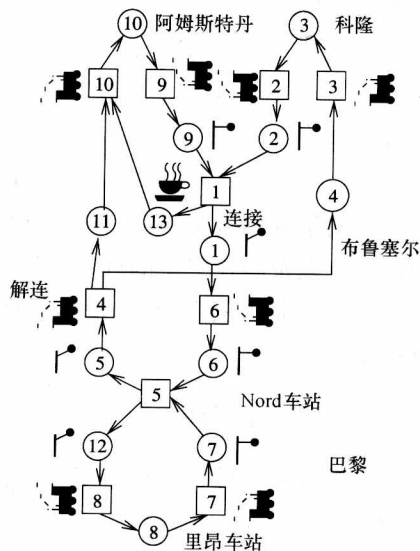 10 阿姆斯特丹 3 科隆
10 9 2 3
9 2
1 4
11 13 连接
1 布鲁塞尔
解连 4 6
5 6
5 Nord车站
12 7
巴黎
8 7
8
里昂车站